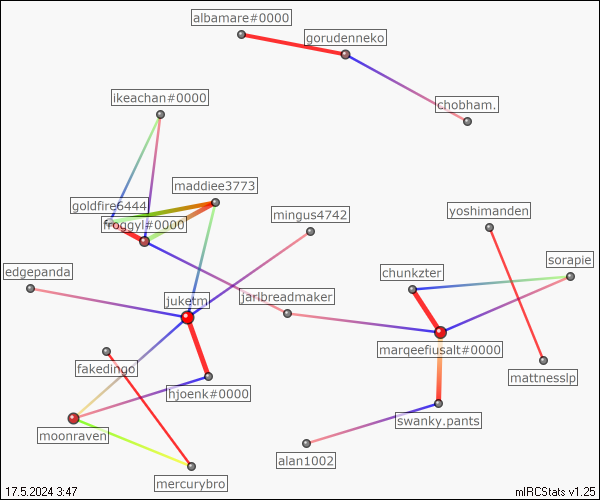 albamare#0000
gorudenneko
ikeachan#0000
chobham.
maddiee3773
goldfire6444
froggyl#0000
mingus4742
yoshimanden
edgepanda
chunkzter
sorapie
juketm
jarlbreadmaker
marqeefiusalt#0000
fakedingo
mattnesslp
hjoenk#0000
swanky.pants
moonraven
alan1002
mercurybro
17.5.2024 3:47
mIRCStats v1.25